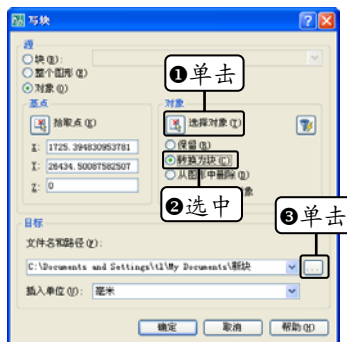 写块
源
块(B):
整个图形(E)
对象(O)
❶单击
基点
对象
拾取点(K)
选择对象(T)
X: 1725.394830953781
Y: 28434.50087582507
Z: 0
保留(R)
转换为块(C)
从图形中删除(D)
象
❷选中
❸单击
目标
文件名和路径(F):
C:\Documents and Settings\tl\My Documents\新块
...
插入单位(U): 毫米
确定 取消 帮助(H)